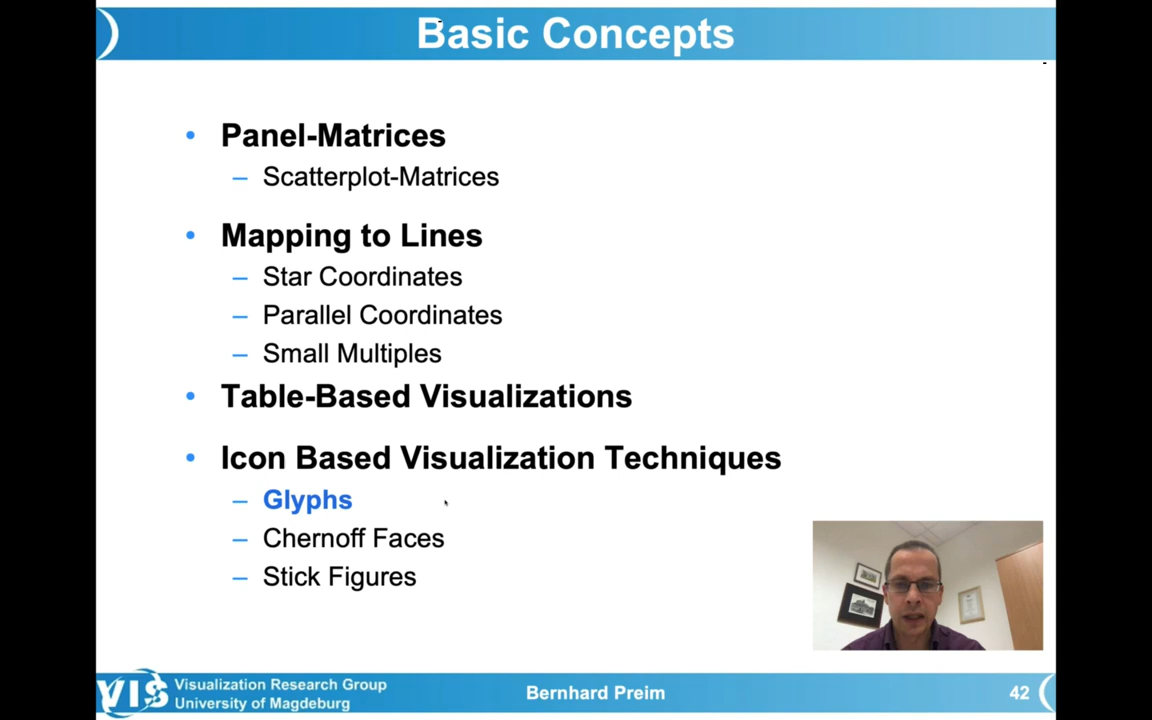 Basic Concepts
• Panel-Matrices
– Scatterplot-Matrices
• Mapping to Lines
– Star Coordinates
– Parallel Coordinates
– Small Multiples
• Table-Based Visualizations
• Icon Based Visualization Techniques
– Glyphs
– Chernoff Faces
– Stick Figures
VIS
Visualization Research Group
University of Magdeburg
Bernhard Preim
42